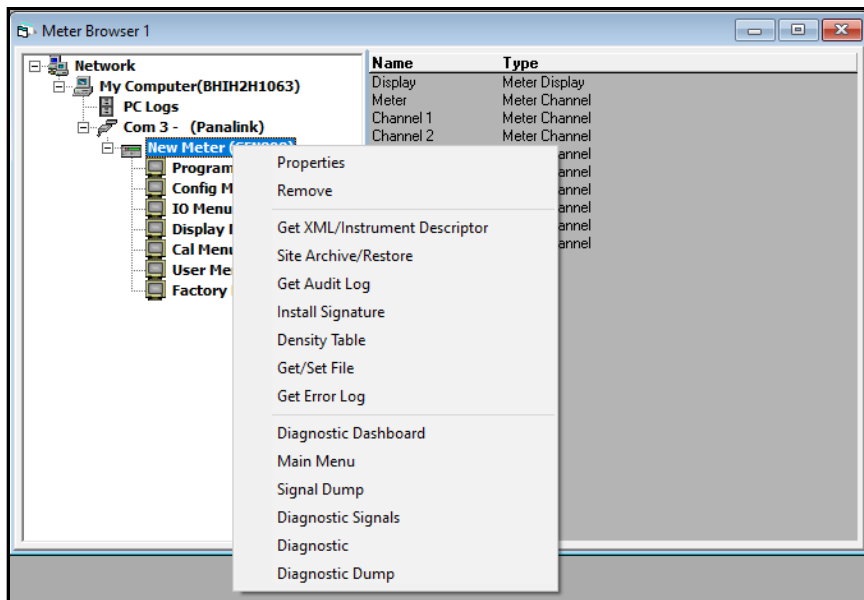 Meter Browser 1
Network
My Computer(BHIH2H1063)
PC Logs
Com 3 - (Panalink)
New Meter
Program
Config M
IO Menu
Display
Cal Menu
User Me
Factory
Name Type
Display Meter Display
Meter Meter Channel
Channel 1 Meter Channel
Channel 2 Meter Channel
annel
annel
annel
annel
annel
annel
Properties
Remove
Get XML/Instrument Descriptor
Site Archive/Restore
Get Audit Log
Install Signature
Density Table
Get/Set File
Get Error Log
Diagnostic Dashboard
Main Menu
Signal Dump
Diagnostic Signals
Diagnostic
Diagnostic Dump